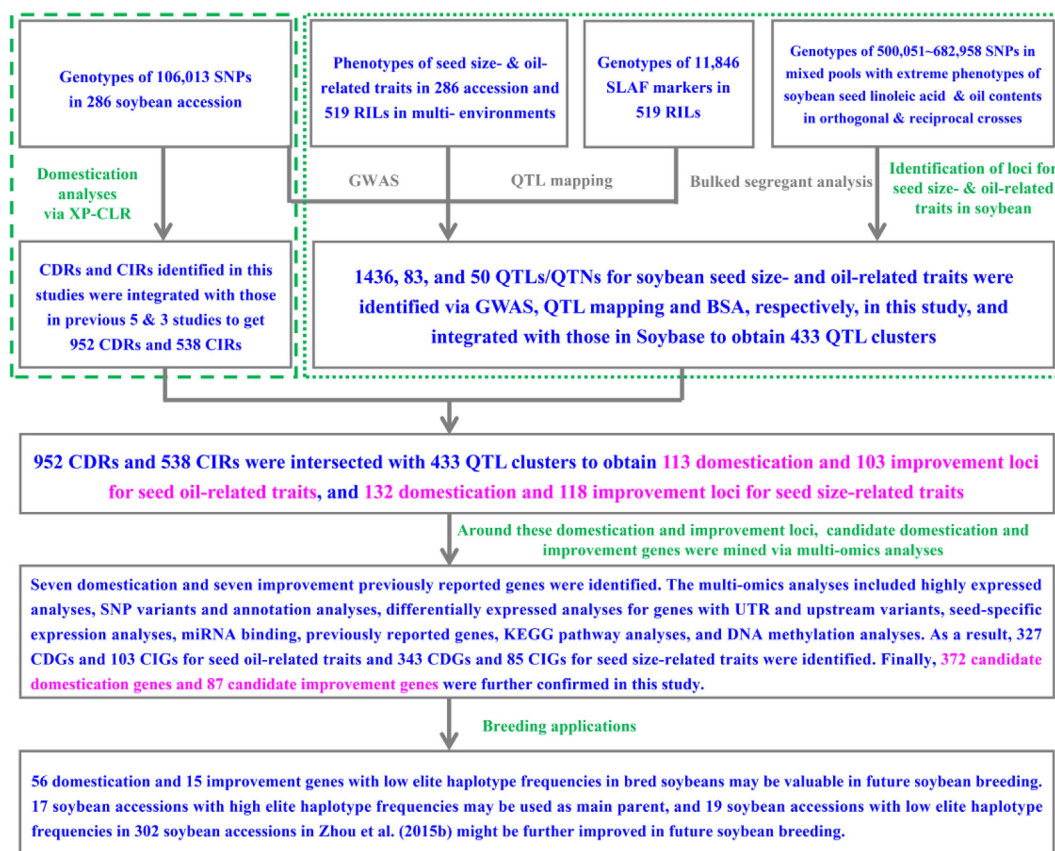 Genotypes of 106,013 SNPs
in 286 soybean accession
Phenotypes of seed size- & oil-
related traits in 286 accession and
519 RILs in multi- environments
Genotypes of 11,846
SLAF markers in
519 RILs
Genotypes of 500,051~682,958 SNPs in
mixed pools with extreme phenotypes of
soybean seed linoleic acid & oil contents
in orthogonal & reciprocal crosses
Domestication
analyses
via XP-CLR
GWAS
QTL mapping
Bulked segregant analysis
Identification of loci for
seed size- & oil-related
traits in soybean
CDRs and CIRs identified in this
studies were integrated with those
in previous 5 & 3 studies to get
952 CDRs and 538 CIRs
1436, 83, and 50 QTLs/QTNs for soybean seed size- and oil-related traits were
identified via GWAS, QTL mapping and BSA, respectively, in this study, and
integrated with those in Soybase to obtain 433 QTL clusters
952 CDRs and 538 CIRs were intersected with 433 QTL clusters to obtain 113 domestication and 103 improvement loci
for seed oil-related traits, and 132 domestication and 118 improvement loci for seed size-related traits
Around these domestication and improvement loci, candidate domestication and
improvement genes were mined via multi-omics analyses
Seven domestication and seven improvement previously reported genes were identified. The multi-omics analyses included highly expressed
analyses, SNP variants and annotation analyses, differentially expressed analyses for genes with UTR and upstream variants, seed-specific
expression analyses, miRNA binding, previously reported genes, KEGG pathway analyses, and DNA methylation analyses. As a result, 327
CDGs and 103 CIGs for seed oil-related traits and 343 CDGs and 85 CIGs for seed size-related traits were identified. Finally, 372 candidate
domestication genes and 87 candidate improvement genes were further confirmed in this study.
Breeding applications
56 domestication and 15 improvement genes with low elite haplotype frequencies in bred soybeans may be valuable in future soybean breeding.
17 soybean accessions with high elite haplotype frequencies may be used as main parent, and 19 soybean accessions with low elite haplotype
frequencies in 302 soybean accessions in Zhou et al. (2015b) might be further improved in future soybean breeding.